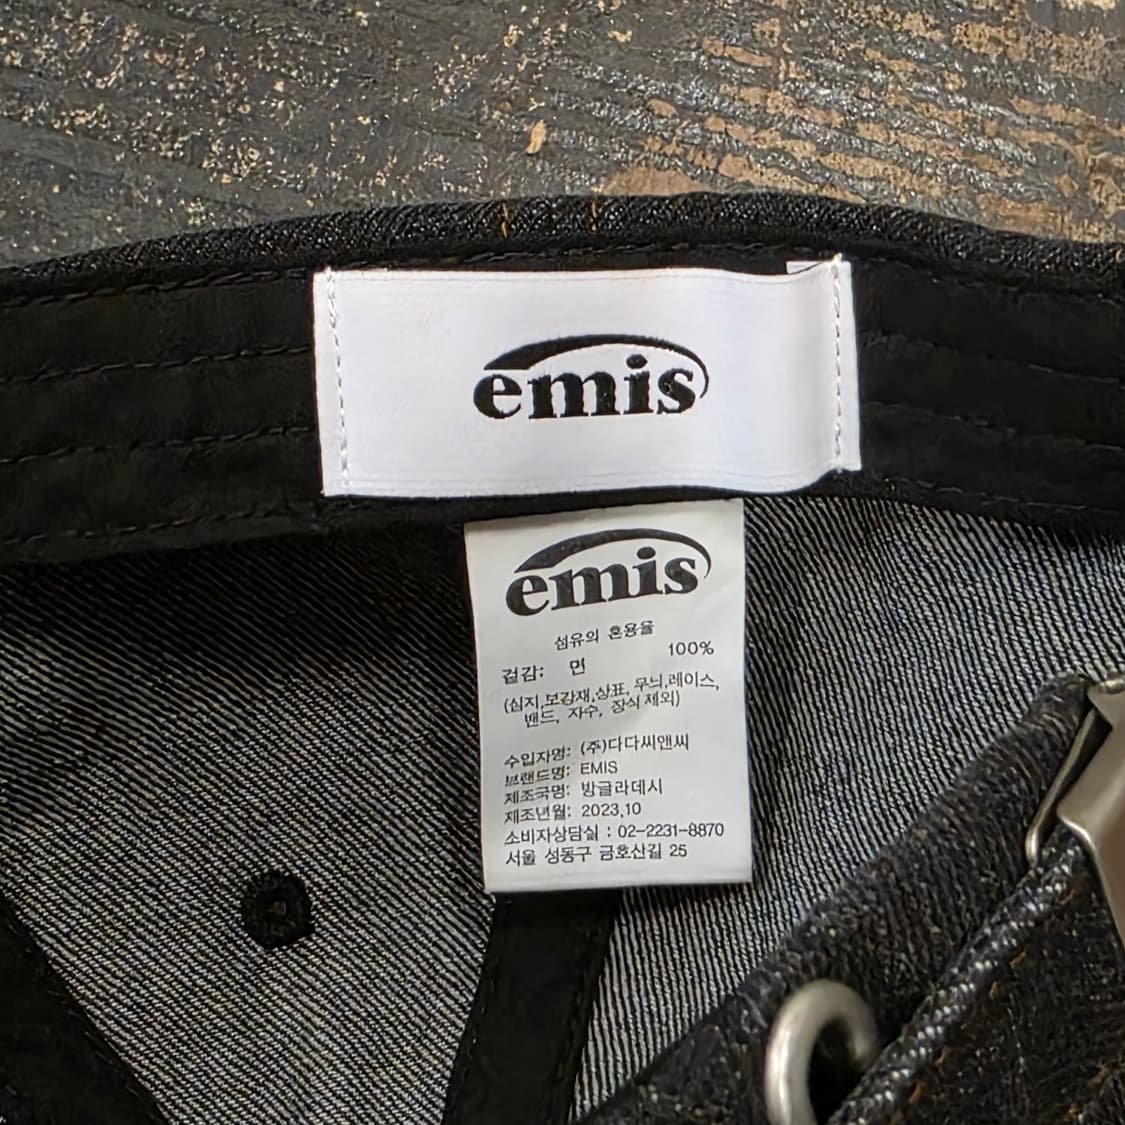 emis
emis
섬유의 혼용율
겉감: 면 100%
(심지,보강재,상표, 무늬,레이스,
밴드, 자수, 장식 제외)
수입자명: (주)다다씨앤씨
브랜드명: EMIS
제조국명: 방글라데시
제조년월: 2023.10
소비자상담실 : 02-2231-8870
서울 성동구 금호산길 25